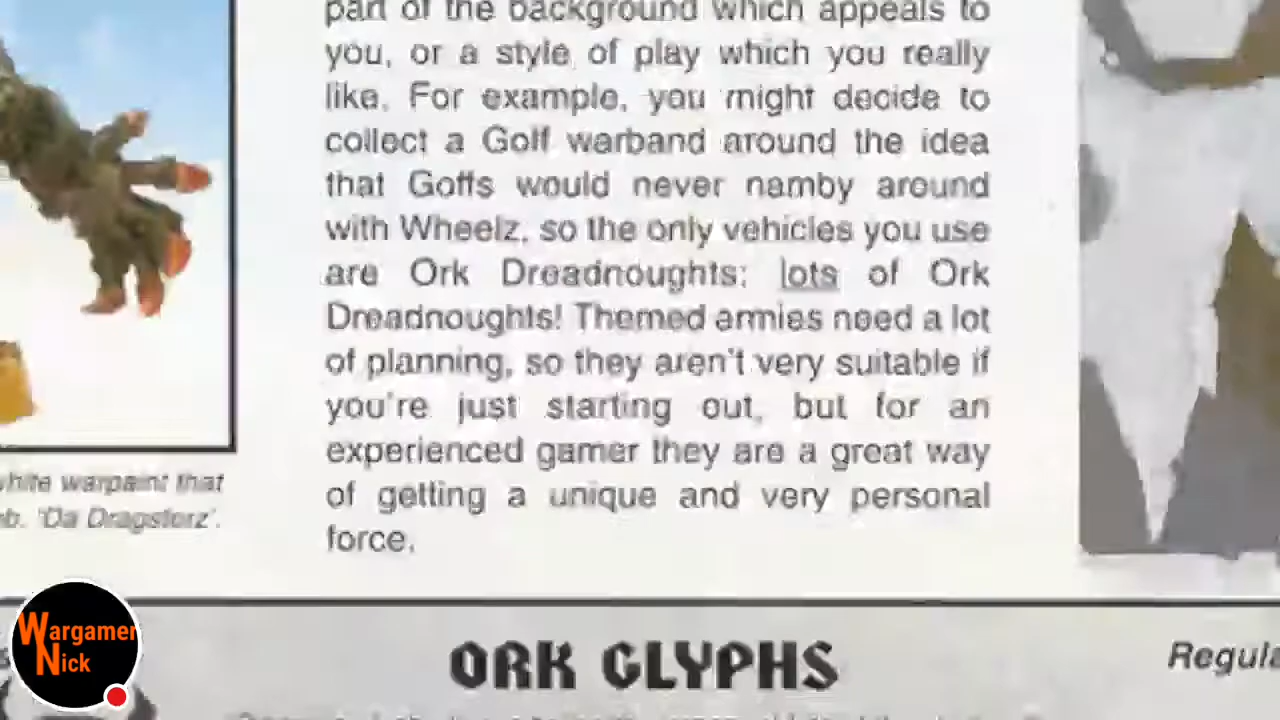 part of the background which appeals to
you, or a style of play which you really
like. For example, you might decide to
collect a Goff warband around the idea
that Goffs would never namby around
with Wheelz, so the only vehicles you use
are Ork Dreadnoughts; lots of Ork
Dreadnoughts! Themed armies need a lot
of planning, so they aren't very suitable if
you're just starting out, but for an
experienced gamer they are a great way
of getting a unique and very personal
force.
white warpaint that
'Da Dragsterz'.
ORK GLYPHS
Wargamer
Nick